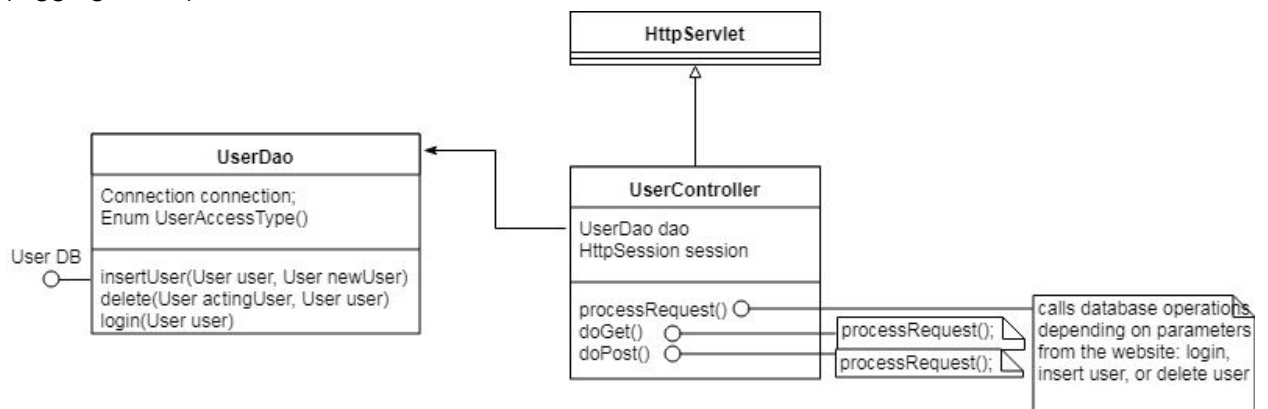 HttpServlet
UserDao
Connection connection;
Enum UserAccessType()
User DB
insertUser(User user, User newUser)
delete(User actingUser, User user)
login(User user)
UserController
UserDao dao
HttpSession session
processRequest()
doGet()
doPost()
processRequest();
processRequest();
calls database operations
depending on parameters
from the website: login,
insert user, or delete user